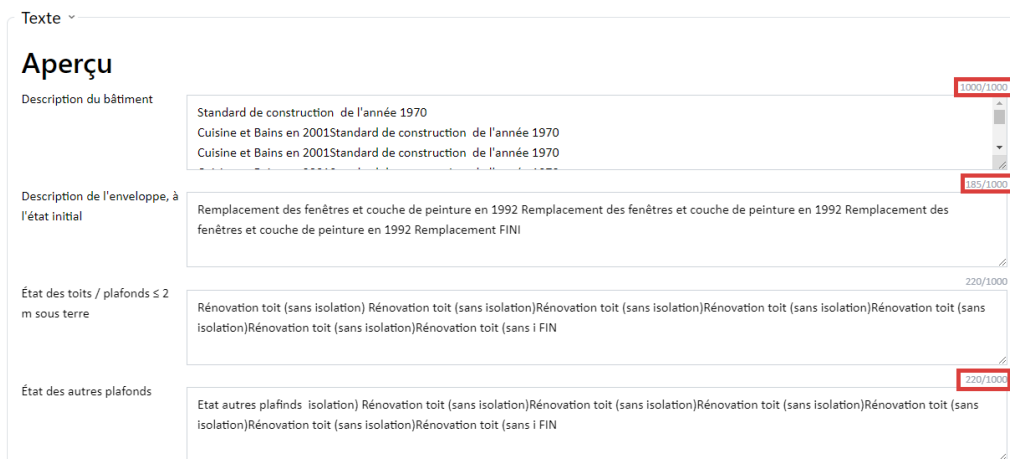 Texte
Aperçu
1000/1000
Description du bâtiment
Standard de construction de l'année 1970
Cuisine et Bains en 2001Standard de construction de l'année 1970
Cuisine et Bains en 2001Standard de construction de l'année 1970
185/1000
Description de l'enveloppe, à
l'état initial
Remplacement des fenêtres et couche de peinture en 1992 Remplacement des fenêtres et couche de peinture en 1992 Remplacement des
fenêtres et couche de peinture en 1992 Remplacement FINI
220/1000
État des toits / plafonds ≤ 2
m sous terre
Rénovation toit (sans isolation) Rénovation toit (sans isolation)Rénovation toit (sans isolation)Rénovation toit (sans isolation)Rénovation toit (sans
isolation)Rénovation toit (sans isolation)Rénovation toit (sans i FIN
220/1000
État des autres plafonds
Etat autres plafinds isolation) Rénovation toit (sans isolation)Rénovation toit (sans isolation)Rénovation toit (sans isolation)Rénovation toit (sans
isolation)Rénovation toit (sans isolation)Rénovation toit (sans i FIN